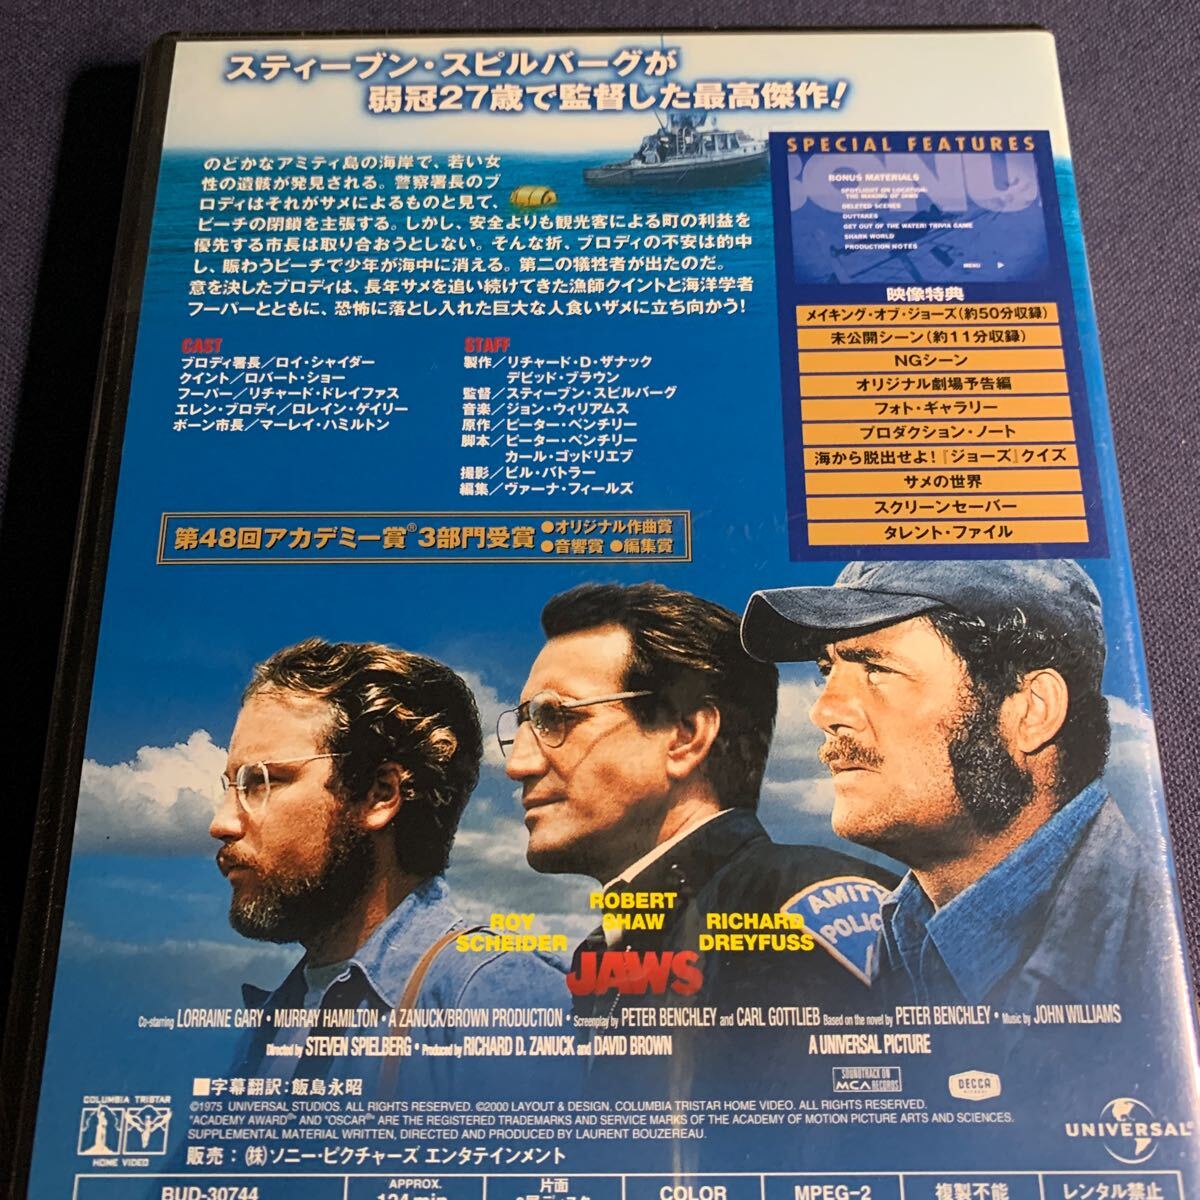 スティーブン・スピルバーグが
弱冠27歳で監督した最高傑作!
のどかなアミティ島の海岸で、若い女
性の遺骸が発見される。警察署長のブ
ロディはそれがサメによるものと見て、
ビーチの閉鎖を主張する。しかし、安全よりも観光客による町の利益を
優先する市長は取り合おうとしない。そんな折、ブロディの不安は的中
し、賑わうビーチで少年が海中に消える。第二の犠牲者が出たのだ。
意を決したブロディは、長年サメを追い続けてきた漁師クイントと海洋学者
フーパーとともに、恐怖に落とし入れた巨大な人食いザメに立ち向かう!
CAST
ブロディ署長/ロイ・シャイダー
クイント/ロバート・ショー
フーパー/リチャード・ドレイファス
エレン・ブロディ/ロレイン・ゲイリー
ボーン市長/マーレイ・ハミルトン
STAFF
製作/リチャード・D・ザナック
デビッド・ブラウン
監督/スティーブン・スピルバーグ
音楽/ジョン・ウィリアムス
原作/ピーター・ベンチリー
脚本/ピーター・ベンチリー
カール・ゴッドリエブ
撮影/ビル・バトラー
編集/ヴァーナ・フィールズ
第48回アカデミー賞®3部門受賞
●オリジナル作曲賞
●音響賞 ●編集賞
SPECIAL FEATURES
BONUS MATERIALS
SPOTLIGHT ON LOCATION:
THE MAKING OF JAWS
DELETED SCENES
OUTTAKES
GET OUT OF THE WATER! TRIVIA GAME
SHARK WORLD
PRODUCTION NOTES
MENU
映像特典
メイキング・オブ・ジョーズ(約50分収録)
未公開シーン(約11分収録)
NGシーン
オリジナル劇場予告編
フォト・ギャラリー
プロダクション・ノート
海から脱出せよ!『ジョーズ』クイズ
サメの世界
スクリーンセーバー
タレント・ファイル
AMITY
POLICE
ROY
SCHEIDER
ROBERT
SHAW
RICHARD
DREYFUSS
JAWS
Co-starring LORRAINE GARY • MURRAY HAMILTON • A ZANUCK/BROWN PRODUCTION • Screenplay by PETER BENCHLEY and CARL GOTTLIEB Based on the novel by PETER BENCHLEY • Music by JOHN WILLIAMS
Directed by STEVEN SPIELBERG • Produced by RICHARD D. ZANUCK and DAVID BROWN A UNIVERSAL PICTURE
■字幕翻訳:飯島永昭
SOUNDTRACK ON
MCA RECORDS
DECCA
COLUMBIA TRISTAR
HOME VIDEO
©1975 UNIVERSAL STUDIOS. ALL RIGHTS RESERVED. ©2000 LAYOUT & DESIGN, COLUMBIA TRISTAR HOME VIDEO. ALL RIGHTS RESERVED.
"ACADEMY AWARD®" AND "OSCAR®" ARE THE REGISTERED TRADEMARKS AND SERVICE MARKS OF THE ACADEMY OF MOTION PICTURE ARTS AND SCIENCES.
SUPPLEMENTAL MATERIAL WRITTEN, DIRECTED AND PRODUCED BY LAURENT BOUZEREAU.
販売:(株)ソニー・ピクチャーズ エンタテインメント
UNIVERSAL
BUD-30744
APPROX.
124 min
片面
COLOR
MPEG-2
複製不能
レンタル禁止